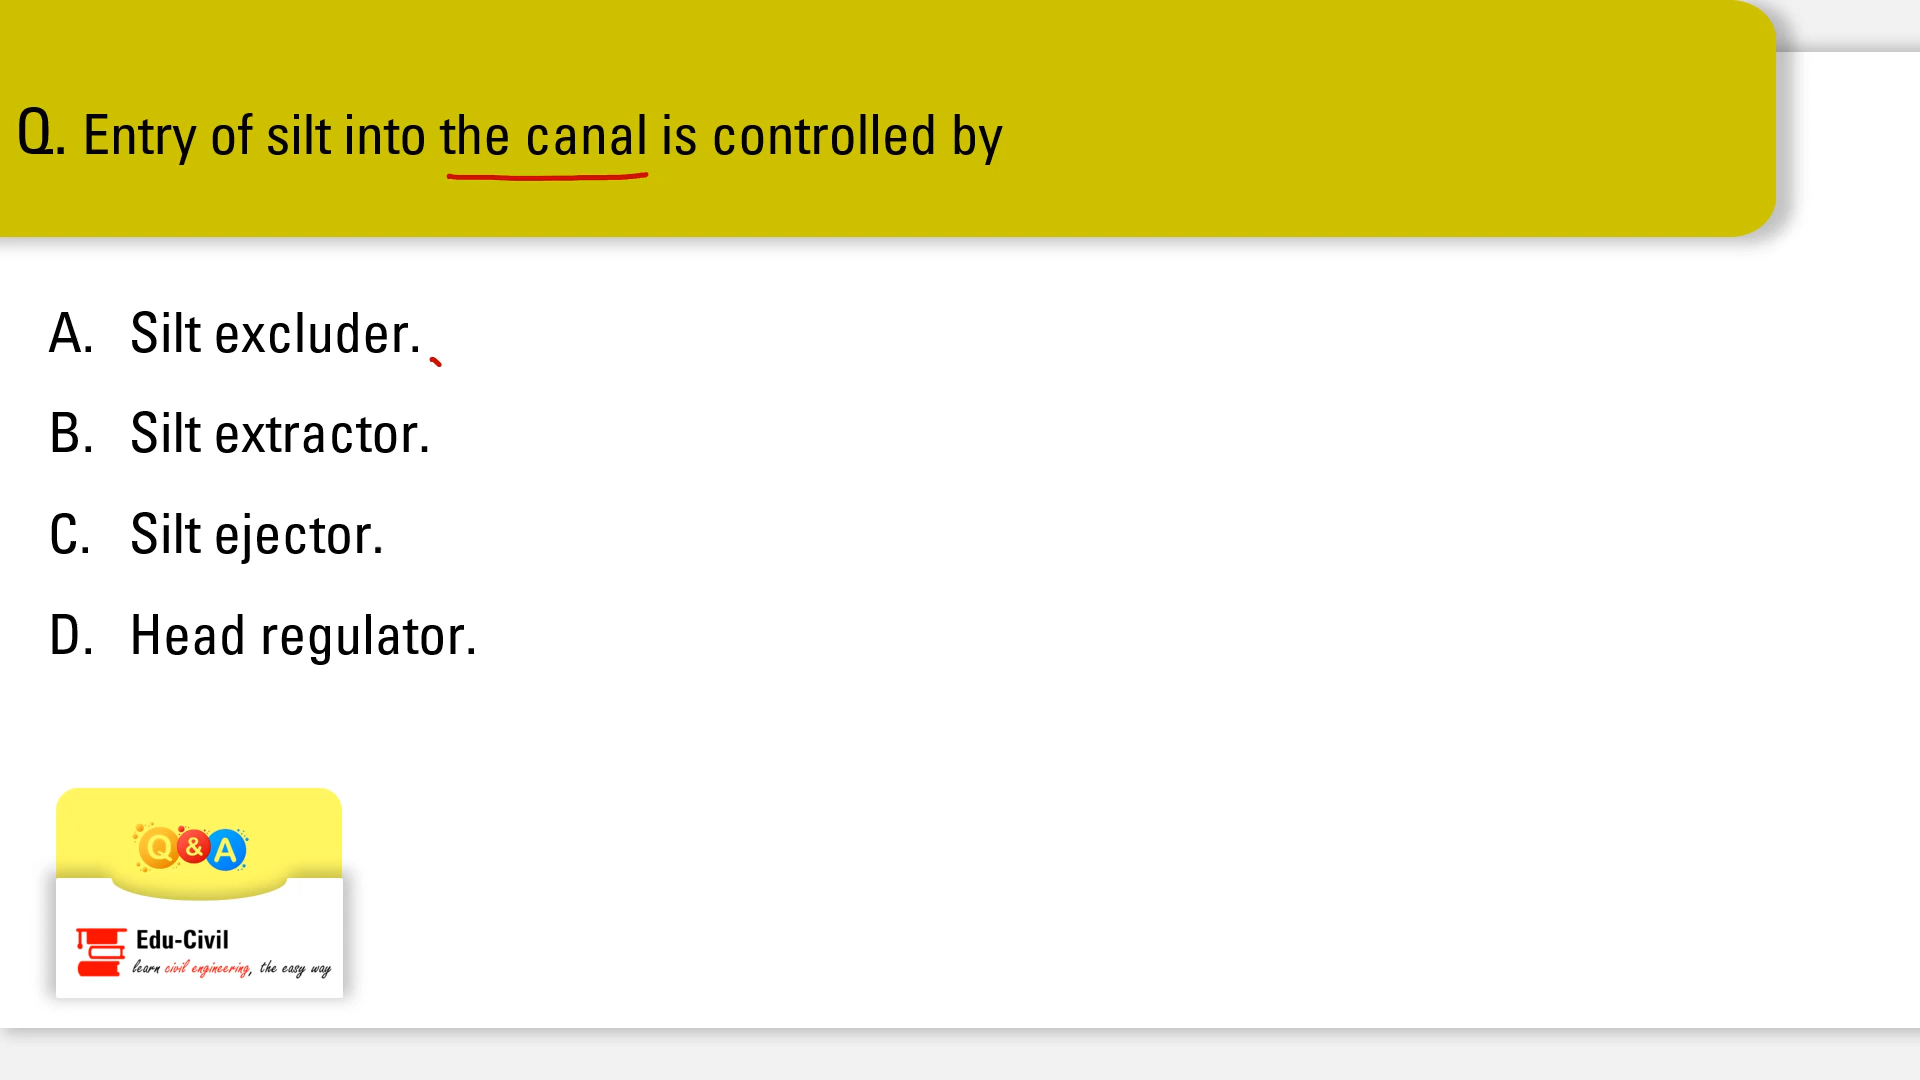 Q. Entry of silt into the canal is controlled by
A. Silt excluder.
B. Silt extractor.
C. Silt ejector.
D. Head regulator.
Q&A
Edu-Civil
learn civil engineering, the easy way